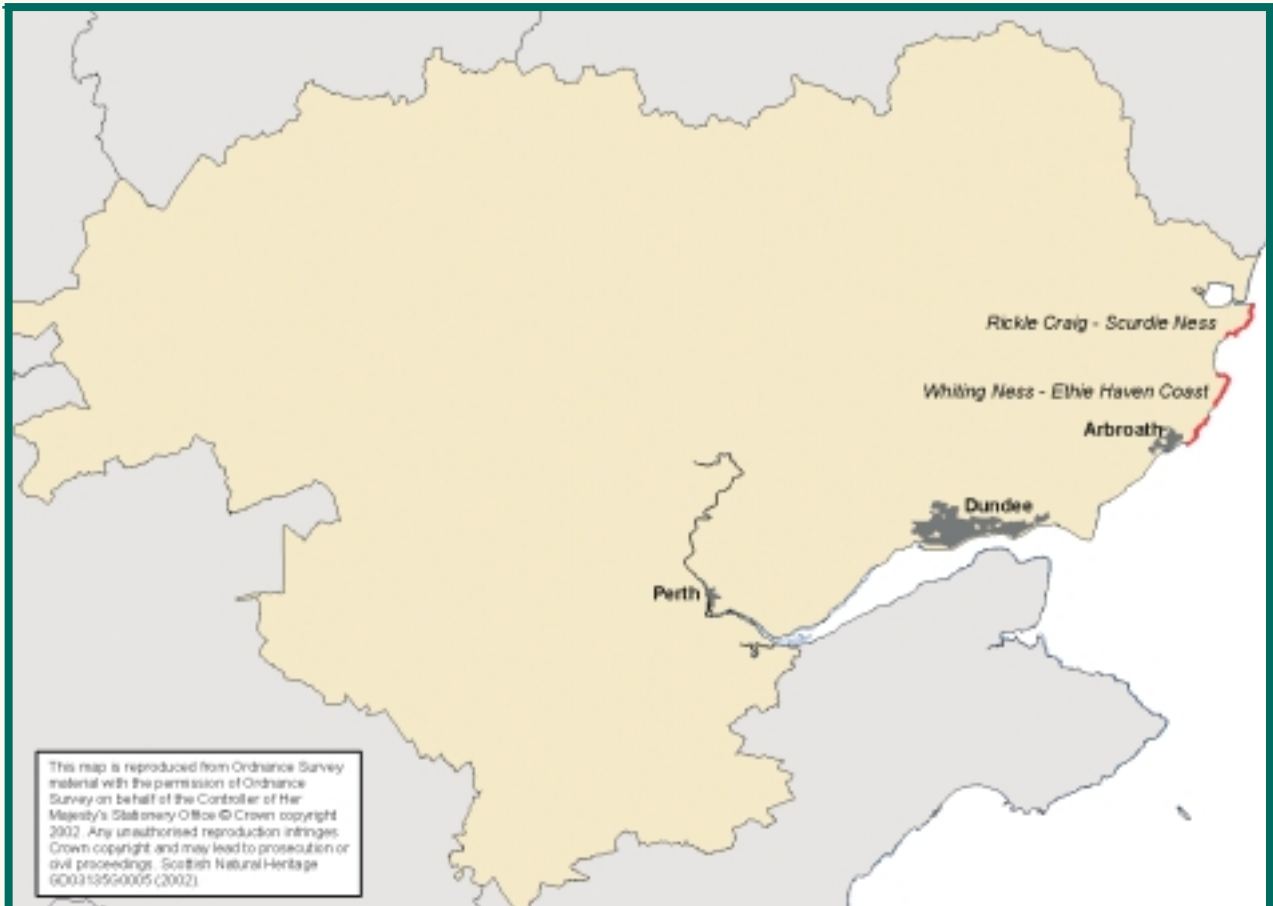 Rickle Craig - Scurdie Ness
Whiting Ness - Ethie Haven Coast
Arbroath
Dundee
Perth
This map is reproduced from Ordnance Survey
material with the permission of Ordnance
Survey on behalf of the Controller of Her
Majesty's Stationery Office © Crown copyright
2002. Any unauthorised reproduction infringes
Crown copyright and may lead to prosecution or
civil proceedings. Scottish Natural Heritage
GD03135G0005 (2002).